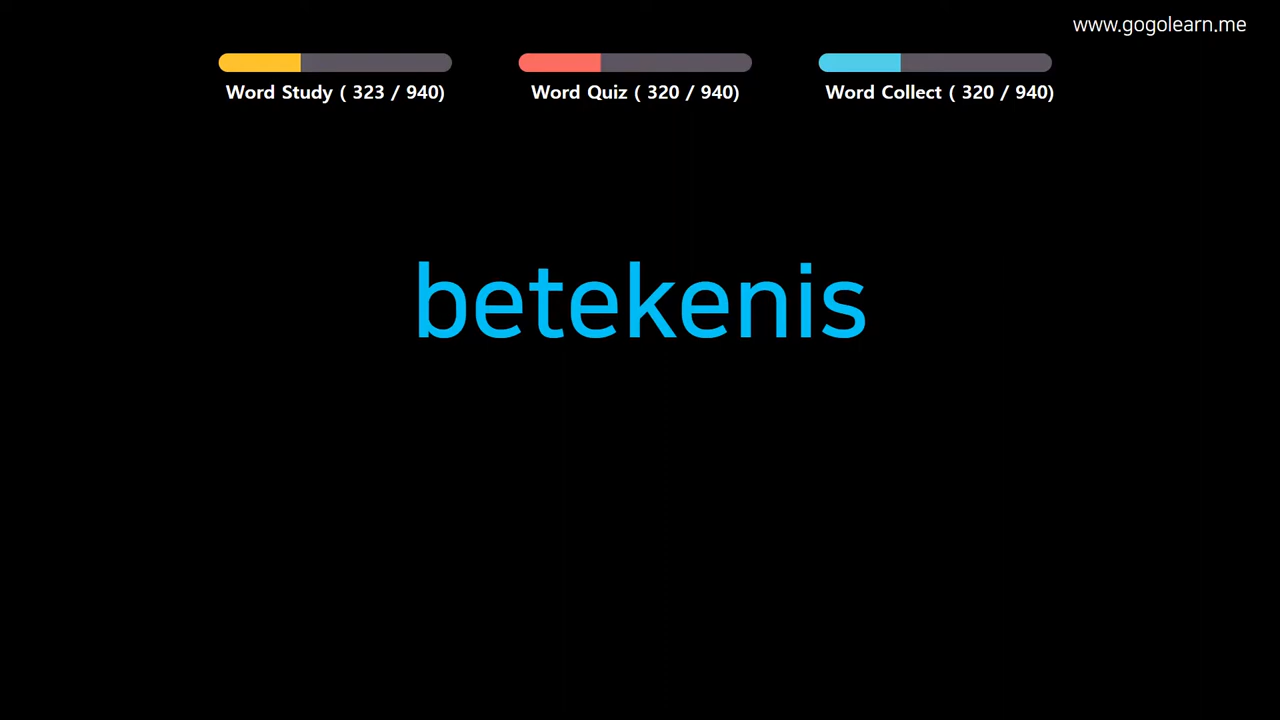 www.gogolearn.me
Word Study ( 323 / 940)
Word Quiz ( 320 / 940)
Word Collect ( 320 / 940)
betekenis